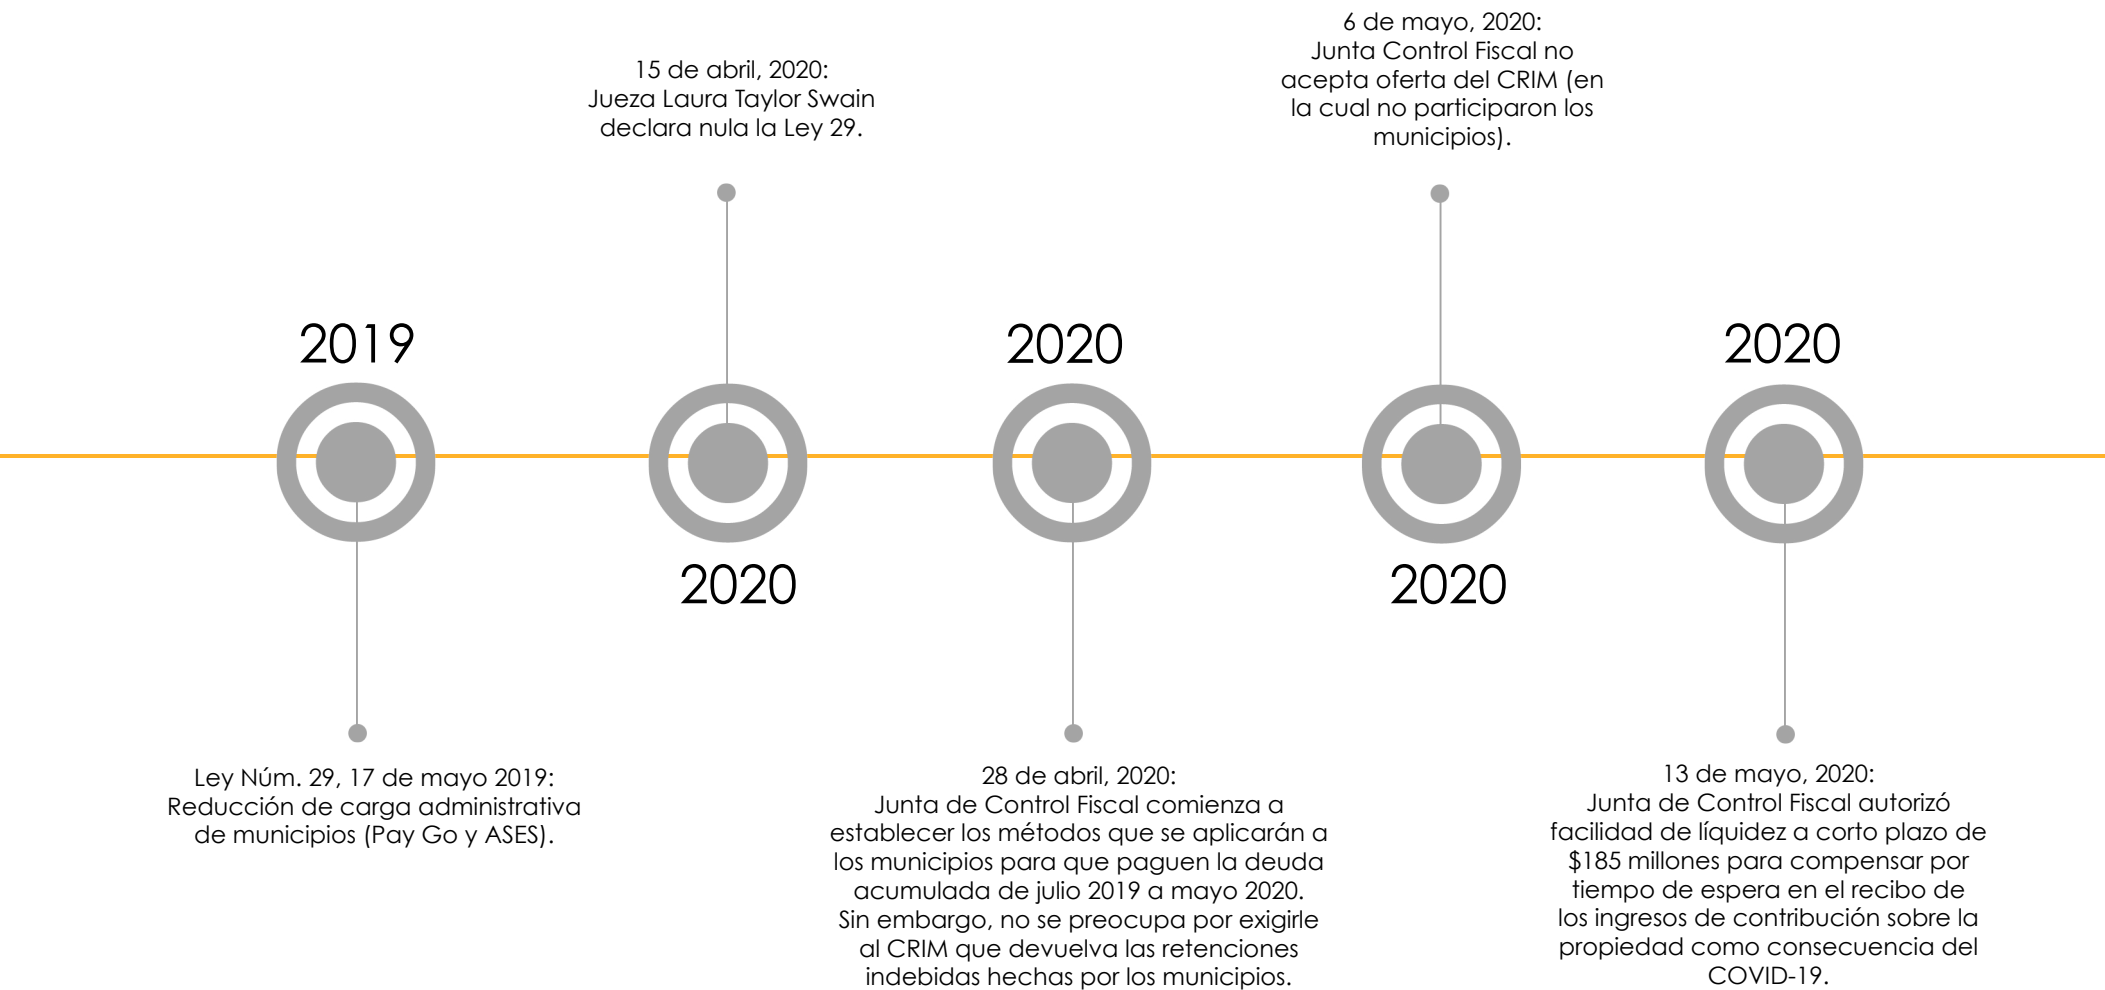 2019
Ley Núm. 29, 17 de mayo 2019:
Reducción de carga administrativa
de municipios (Pay Go y ASES).
15 de abril, 2020:
Jueza Laura Taylor Swain
declara nula la Ley 29.
2020
2020
28 de abril, 2020:
Junta de Control Fiscal comienza a
establecer los métodos que se aplicarán a
los municipios para que paguen la deuda
acumulada de julio 2019 a mayo 2020.
Sin embargo, no se preocupa por exigirle
al CRIM que devuelva las retenciones
indebidas hechas por los municipios.
6 de mayo, 2020:
Junta Control Fiscal no
acepta oferta del CRIM (en
la cual no participaron los
municipios).
2020
2020
13 de mayo, 2020:
Junta de Control Fiscal autorizó
facilidad de líquidez a corto plazo de
$185 millones para compensar por
tiempo de espera en el recibo de
los ingresos de contribución sobre la
propiedad como consecuencia del
COVID-19.